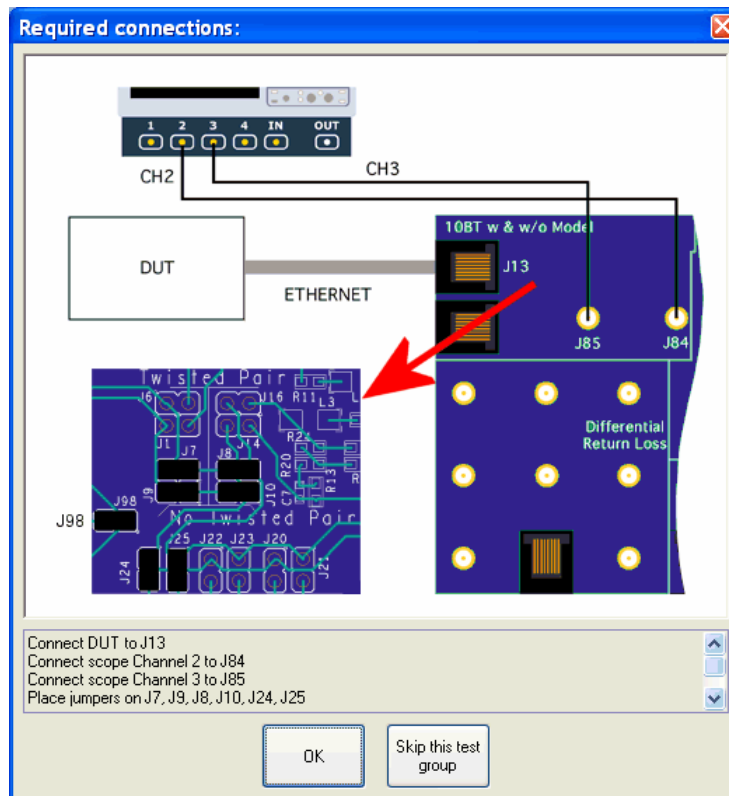 Required connections:
1 2 3 4 IN OUT
CH2
CH3
DUT
ETHERNET
10BT w & w/o Model
J13
J85
J84
Differential
Return Loss
Twisted Pair
J6
J16
R11
L3
J1
J14
R24
J7
J8
R20
R13
J9
J10
C7
No Twisted Pair
J98
J98
J25
J22
J23
J20
J24
J21
Connect DUT to J13
Connect scope Channel 2 to J84
Connect scope Channel 3 to J85
Place jumpers on J7, J9, J8, J10, J24, J25
OK
Skip this test
group